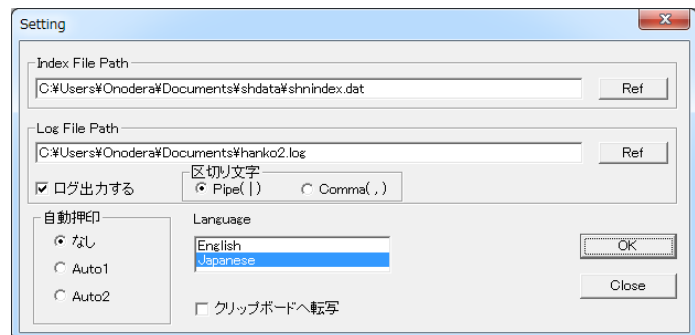 Setting
Index File Path
C:¥Users¥Onodera¥Documents¥shdata¥shnindex.dat
Ref
Log File Path
C:¥Users¥Onodera¥Documents¥hanko2.log
Ref
ログ出力する
区切り文字
Pipe(|)
Comma(,)
自動押印
なし
Auto1
Auto2
Language
English
Japanese
クリップボードへ転写
OK
Close